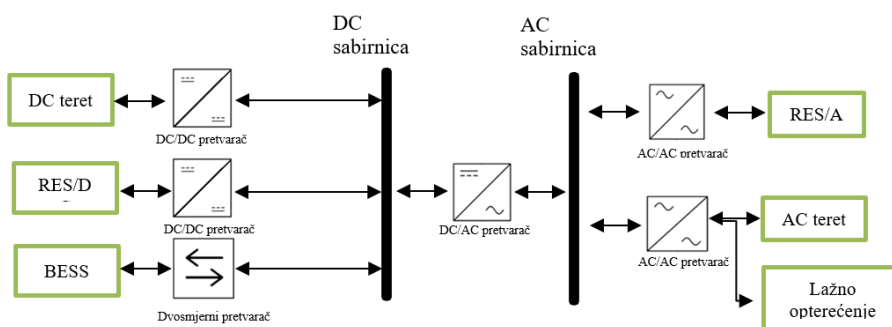 DC
sabirnica
AC
sabirnica
DC teret
DC/DC pretvarač
RES/D
DC/DC pretvarač
BESS
Dvosmjerni pretvarač
DC/AC pretvarač
AC/AC pretvarač
RES/A
AC/AC pretvarač
AC teret
Lažno
opterećenje